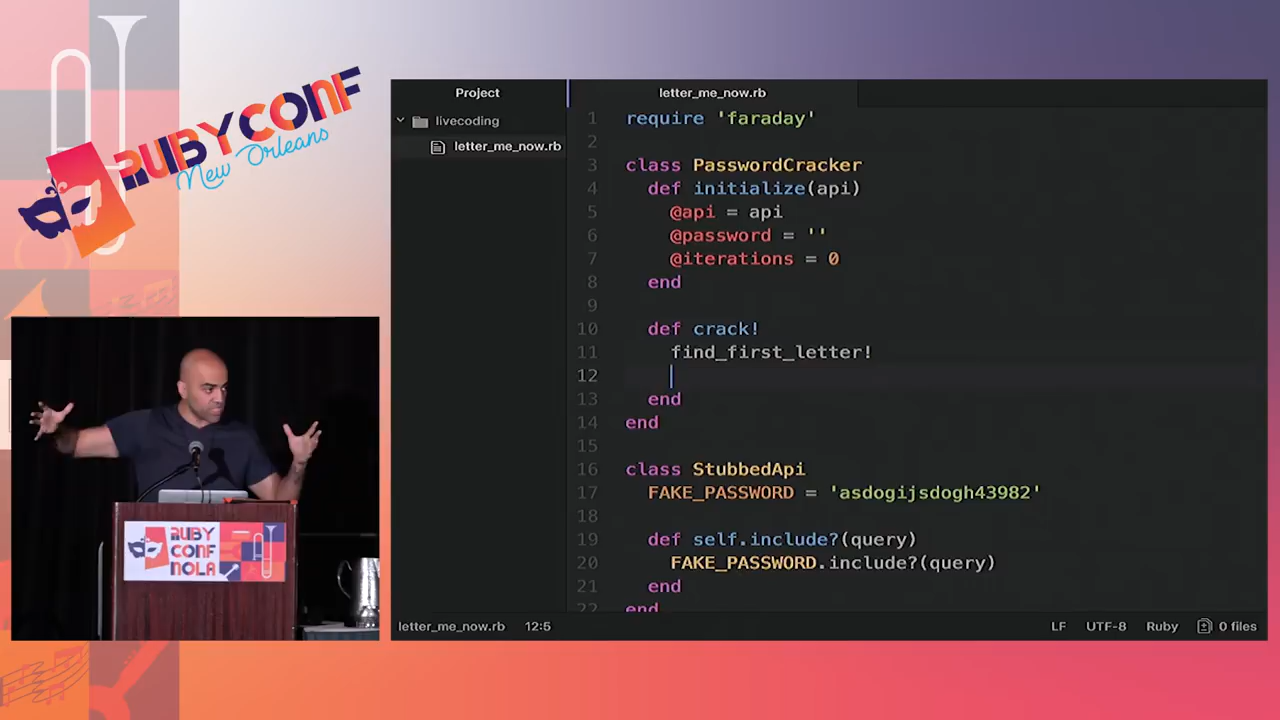 RUBYCONF
New Orleans
RUBY
CONF
NOLA
Project
livecoding
letter_me_now.rb
letter_me_now.rb
1 require 'faraday'
2
3 class PasswordCracker
4 def initialize(api)
5 @api = api
6 @password = ''
7 @iterations = 0
8 end
9
10 def crack!
11 find_first_letter!
12
13 end
14 end
15
16 class StubbedApi
17 FAKE_PASSWORD = 'asdogijsdogh43982'
18
19 def self.include?(query)
20 FAKE_PASSWORD.include?(query)
21 end
22 end
letter_me_now.rb 12:5 LF UTF-8 Ruby 0 files